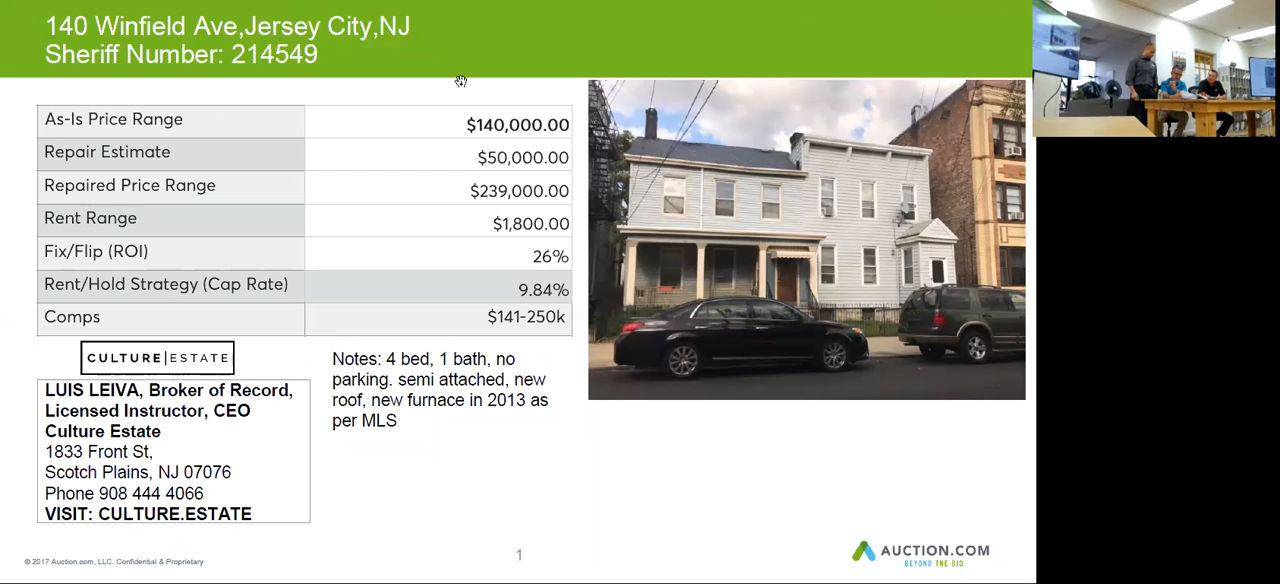 140 Winfield Ave,Jersey City,NJ
Sheriff Number: 214549
As-Is Price Range $140,000.00
Repair Estimate $50,000.00
Repaired Price Range $239,000.00
Rent Range $1,800.00
Fix/Flip (ROI) 26%
Rent/Hold Strategy (Cap Rate) 9.84%
Comps $141-250k
CULTURE|ESTATE
LUIS LEIVA, Broker of Record,
Licensed Instructor, CEO
Culture Estate
1833 Front St,
Scotch Plains, NJ 07076
Phone 908 444 4066
VISIT: CULTURE.ESTATE
Notes: 4 bed, 1 bath, no
parking. semi attached, new
roof, new furnace in 2013 as
per MLS
© 2017 Auction.com, LLC. Confidential & Proprietary
1
AUCTION.COM
BEYOND THE BID.